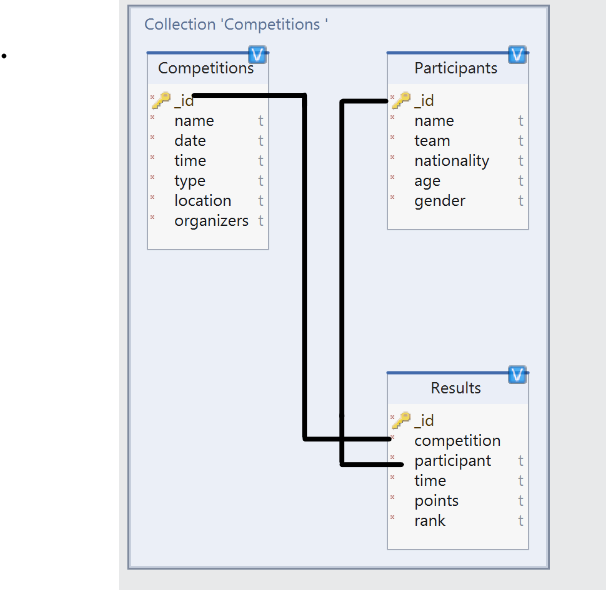 Collection 'Competitions '
Competitions
_id
name t
date t
time t
type t
location t
organizers t
Participants
_id
name t
team t
nationality t
age t
gender t
Results
_id
competition
participant t
time t
points t
rank t